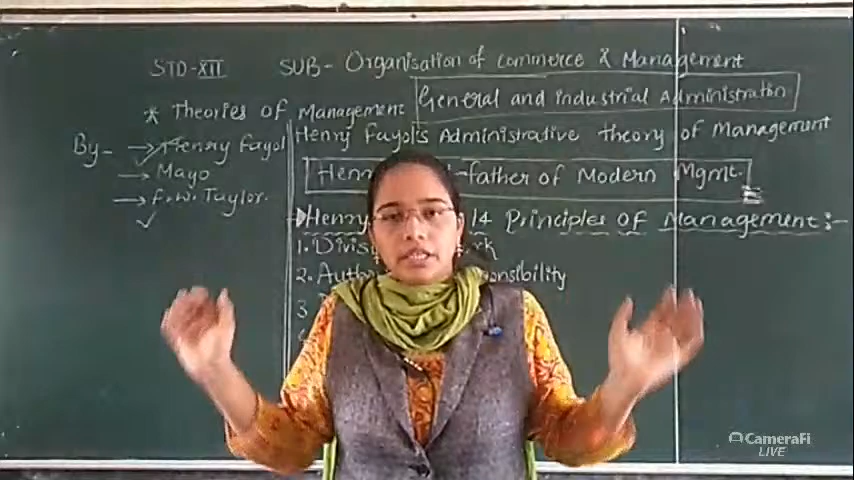 STD-XII SUB- Organisation of commerce & Management
* Theories of Management
General and industrial Administration
By- → Henry Fayol
→ Mayo
→ F.W. Taylor.
Henry Fayol's Administrative theory of Management
-father of Modern Mgmt.
Henry 14 Principles of Management:-
1.
2.
3
CameraFi
LIVE